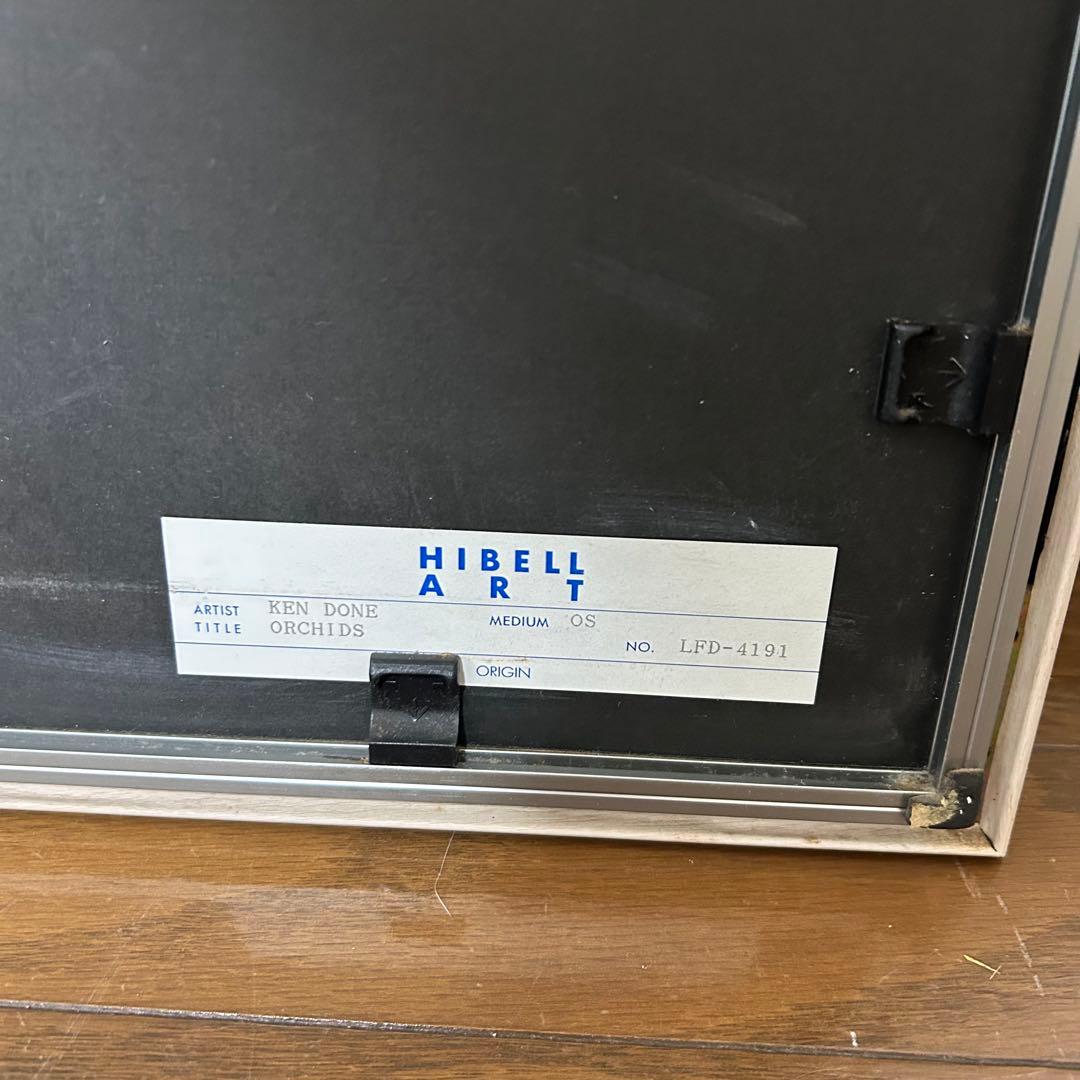 HIBELL
ART
ARTIST KEN DONE MEDIUM OS
TITLE ORCHIDS NO. LFD-4191
ORIGIN